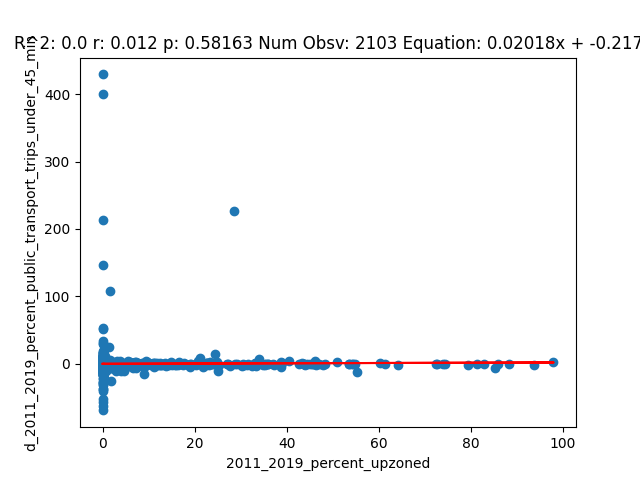 R^2: 0.0 r: 0.012 p: 0.58163 Num Obsv: 2103 Equation: 0.02018x + -0.217
d_2011_2019_percent_public_transport_trips_under_45_min
400
300
200
100
0
0 20 40 60 80 100
2011_2019_percent_upzoned